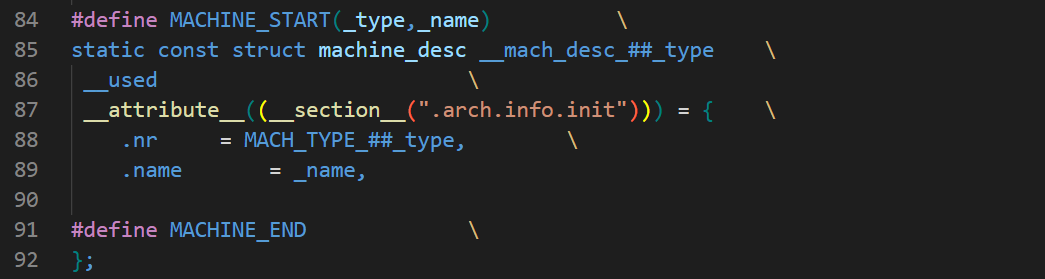 84 #define MACHINE_START(_type,_name) \
85 static const struct machine_desc __mach_desc_##_type \
86 __used \
87 __attribute__((__section__(".arch.info.init"))) = { \
88 .nr = MACH_TYPE_##_type, \
89 .name = _name,
90
91 #define MACHINE_END \
92 };